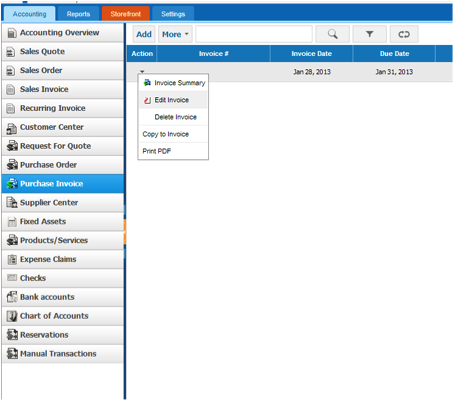 Accounting Reports Storefront Settings
Accounting Overview
Sales Quote
Sales Order
Sales Invoice
Recurring Invoice
Customer Center
Request For Quote
Purchase Order
Purchase Invoice
Supplier Center
Fixed Assets
Products/Services
Expense Claims
Checks
Bank accounts
Chart of Accounts
Reservations
Manual Transactions
Add More
Action Invoice # Invoice Date Due Date
Jan 28, 2013 Jan 31, 2013
Invoice Summary
Edit Invoice
Delete Invoice
Copy to Invoice
Print PDF